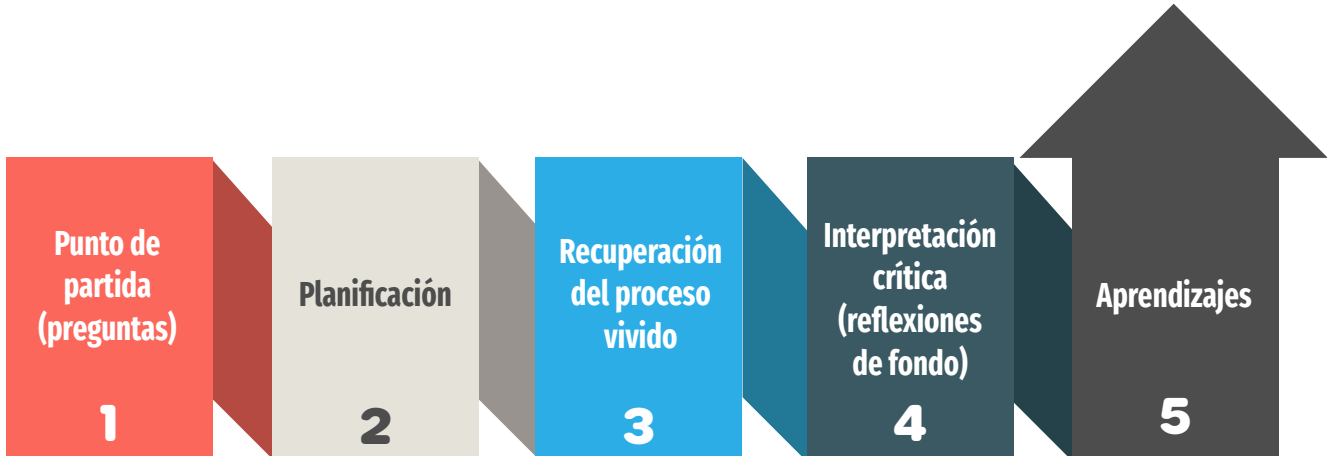 Punto de
partida
(preguntas)
1
Planificación
2
Recuperación
del proceso
vivido
3
Interpretación
crítica
(reflexiones
de fondo)
4
Aprendizajes
5